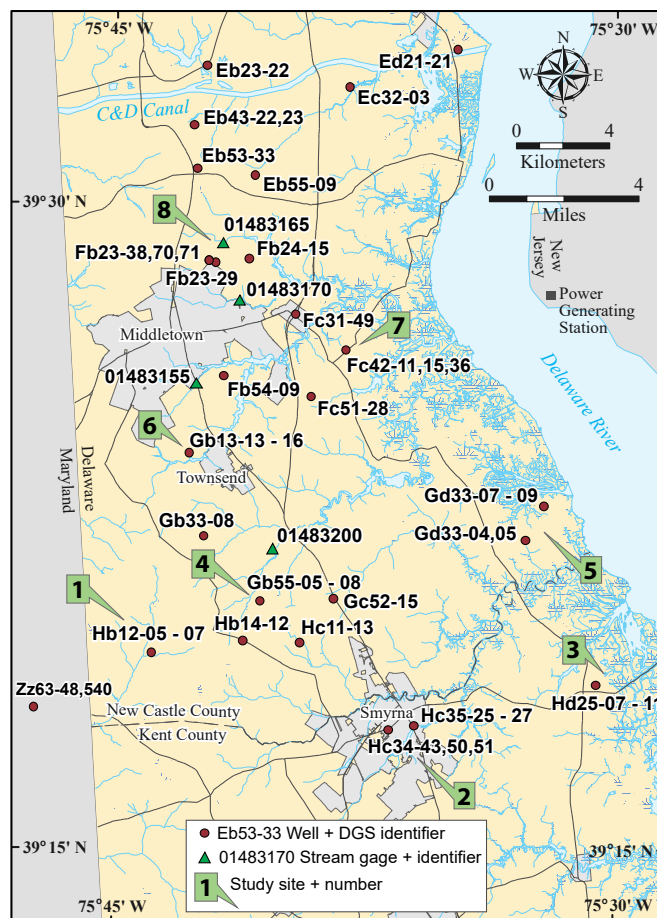 75°45' W
75°30' W
Ed21-21
Eb23-22
N
W
E
S
Ec32-03
C&D Canal
Eb43-22,23
0
4
Kilometers
Eb53-33
Eb55-09
0
4
Miles
39°30' N
8
01483165
New
Jersey
Fb23-38,70,71
Fb24-15
Fb23-29
01483170
Power
Generating
Station
Fc31-49
Middletown
7
Fc42-11,15,36
Delaware River
01483155
Fb54-09
Fc51-28
6
Gb13-13 - 16
Maryland
Delaware
Townsend
Gd33-07 - 09
Gb33-08
01483200
Gd33-04,05
4
5
Gb55-05 - 08
1
Gc52-15
Hb14-12
Hb12-05 - 07
Hc11-13
3
Zz63-48,540
Hd25-07 - 11
New Castle County
Smyrna
Hc35-25 - 27
Kent County
Hc34-43,50,51
2
39°15' N
Eb53-33 Well + DGS identifier
39°15' N
01483170 Stream gage + identifier
1
Study site + number
75°45' W
75°30' W